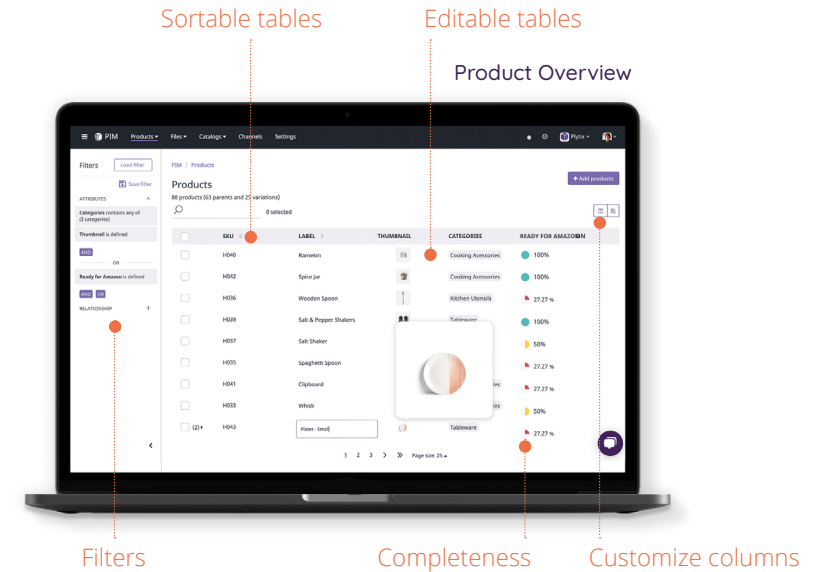 Sortable tables
Editable tables
Product Overview
PIM
Products
Files
Catalogs
Channels
Settings
Plytix
Filters
Load filter
Save filter
ATTRIBUTES
Categories contains any of
(3 categories)
Thumbnail is defined
AND
OR
Ready for Amazon is defined
AND OR
RELATIONSHIP +
PIM / Products
Products
88 products (63 parents and 25 variations)
0 selected
+ Add products
SKU LABEL THUMBNAIL CATEGORIES READY FOR AMAZON
H040 Ramekin Cooking Acessories 100%
H042 Spice Jar Cooking Acessories 100%
H036 Wooden Spoon Kitchen Utensils 27.27 %
H039 Salt & Pepper Shakers Tableware 100%
H037 Salt Shaker 50%
H035 Spaghetti Spoon 27.27 %
H041 Clipboard ies 27.27 %
H033 Whisk ies 50%
(2) H043 Plates - Small Tableware 27.27 %
1 2 3 Page size: 25
Filters
Completeness
Customize columns